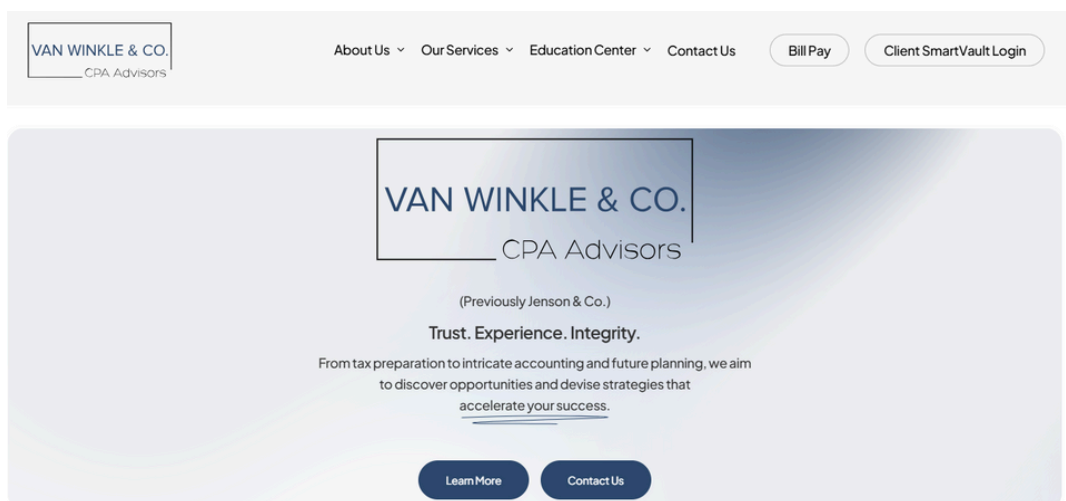 VAN WINKLE & CO.
CPA Advisors
About Us
Our Services
Education Center
Contact Us
Bill Pay
Client SmartVault Login
VAN WINKLE & CO.
CPA Advisors
(Previously Jenson & Co.)
Trust. Experience. Integrity.
From tax preparation to intricate accounting and future planning, we aim
to discover opportunities and devise strategies that
accelerate your success.
Learn More
Contact Us